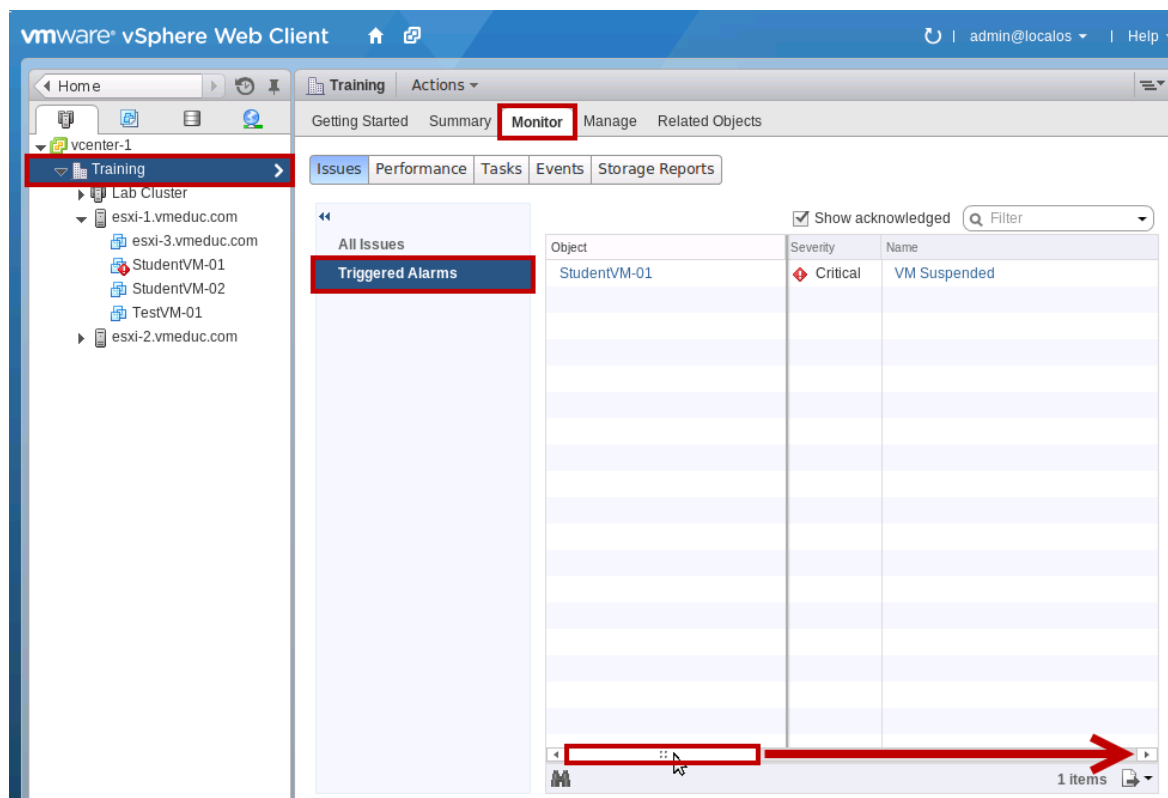 vmware® vSphere Web Client
admin@localos
Help
Home
Training
Actions
Getting Started
Summary
Monitor
Manage
Related Objects
vcenter-1
Training
Lab Cluster
esxi-1.vmeduc.com
esxi-3.vmeduc.com
StudentVM-01
StudentVM-02
TestVM-01
esxi-2.vmeduc.com
Issues
Performance
Tasks
Events
Storage Reports
All Issues
Triggered Alarms
Show acknowledged
Filter
Object
Severity
Name
StudentVM-01
Critical
VM Suspended
1 items